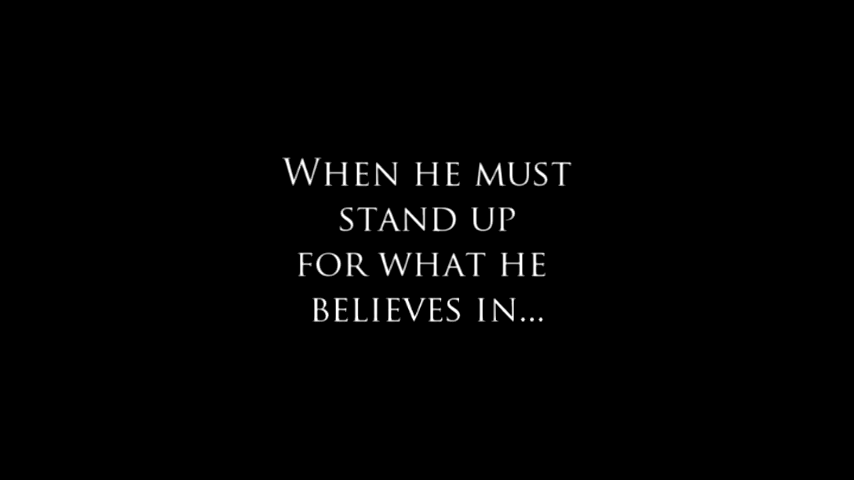 When he must
stand up
for what he
believes in...